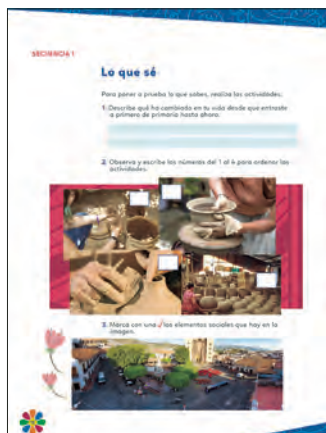 SECUENCIA 1
Lo que sé
Para poner a prueba lo que sabes, realiza las actividades.
1. Describe qué ha cambiado en tu vida desde que entraste
a primero de primaria hasta ahora.
2. Observa y escribe los números del 1 al 4 para ordenar las
actividades.
3. Marca con una ✓ los elementos sociales que hay en la
imagen.